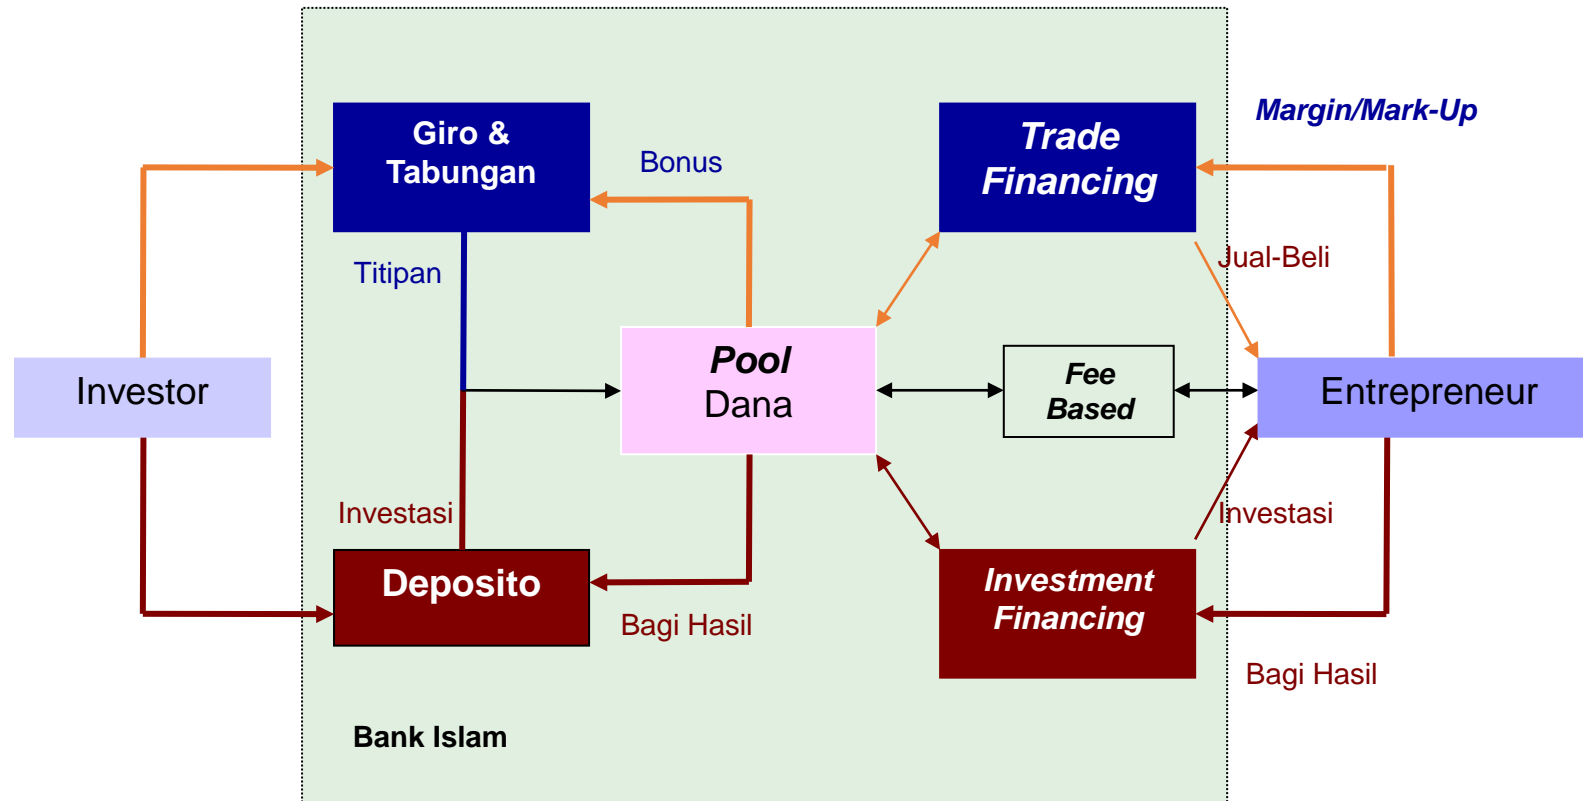 Giro &
Tabungan
Bonus
Trade
Financing
Margin/Mark-Up
Titipan
Jual-Beli
Investor
Pool
Dana
Fee
Based
Entrepreneur
Investasi
Investasi
Deposito
Bagi Hasil
Investment
Financing
Bagi Hasil
Bank Islam